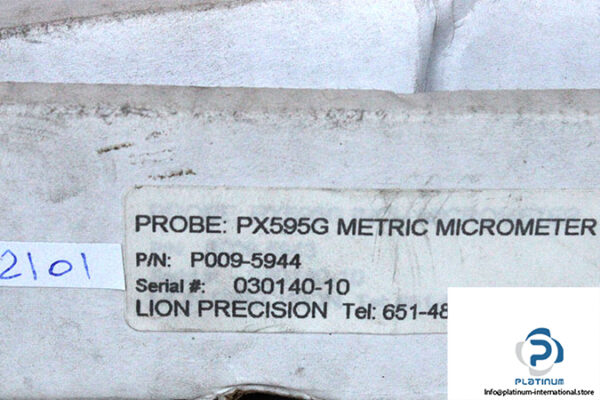 PROBE: PX595G METRIC MICROMETER
P/N: P009-5944
Serial #: 030140-10
LION PRECISION Tel: 651-48
2101
PLATINUM
Info@platinum-international.store